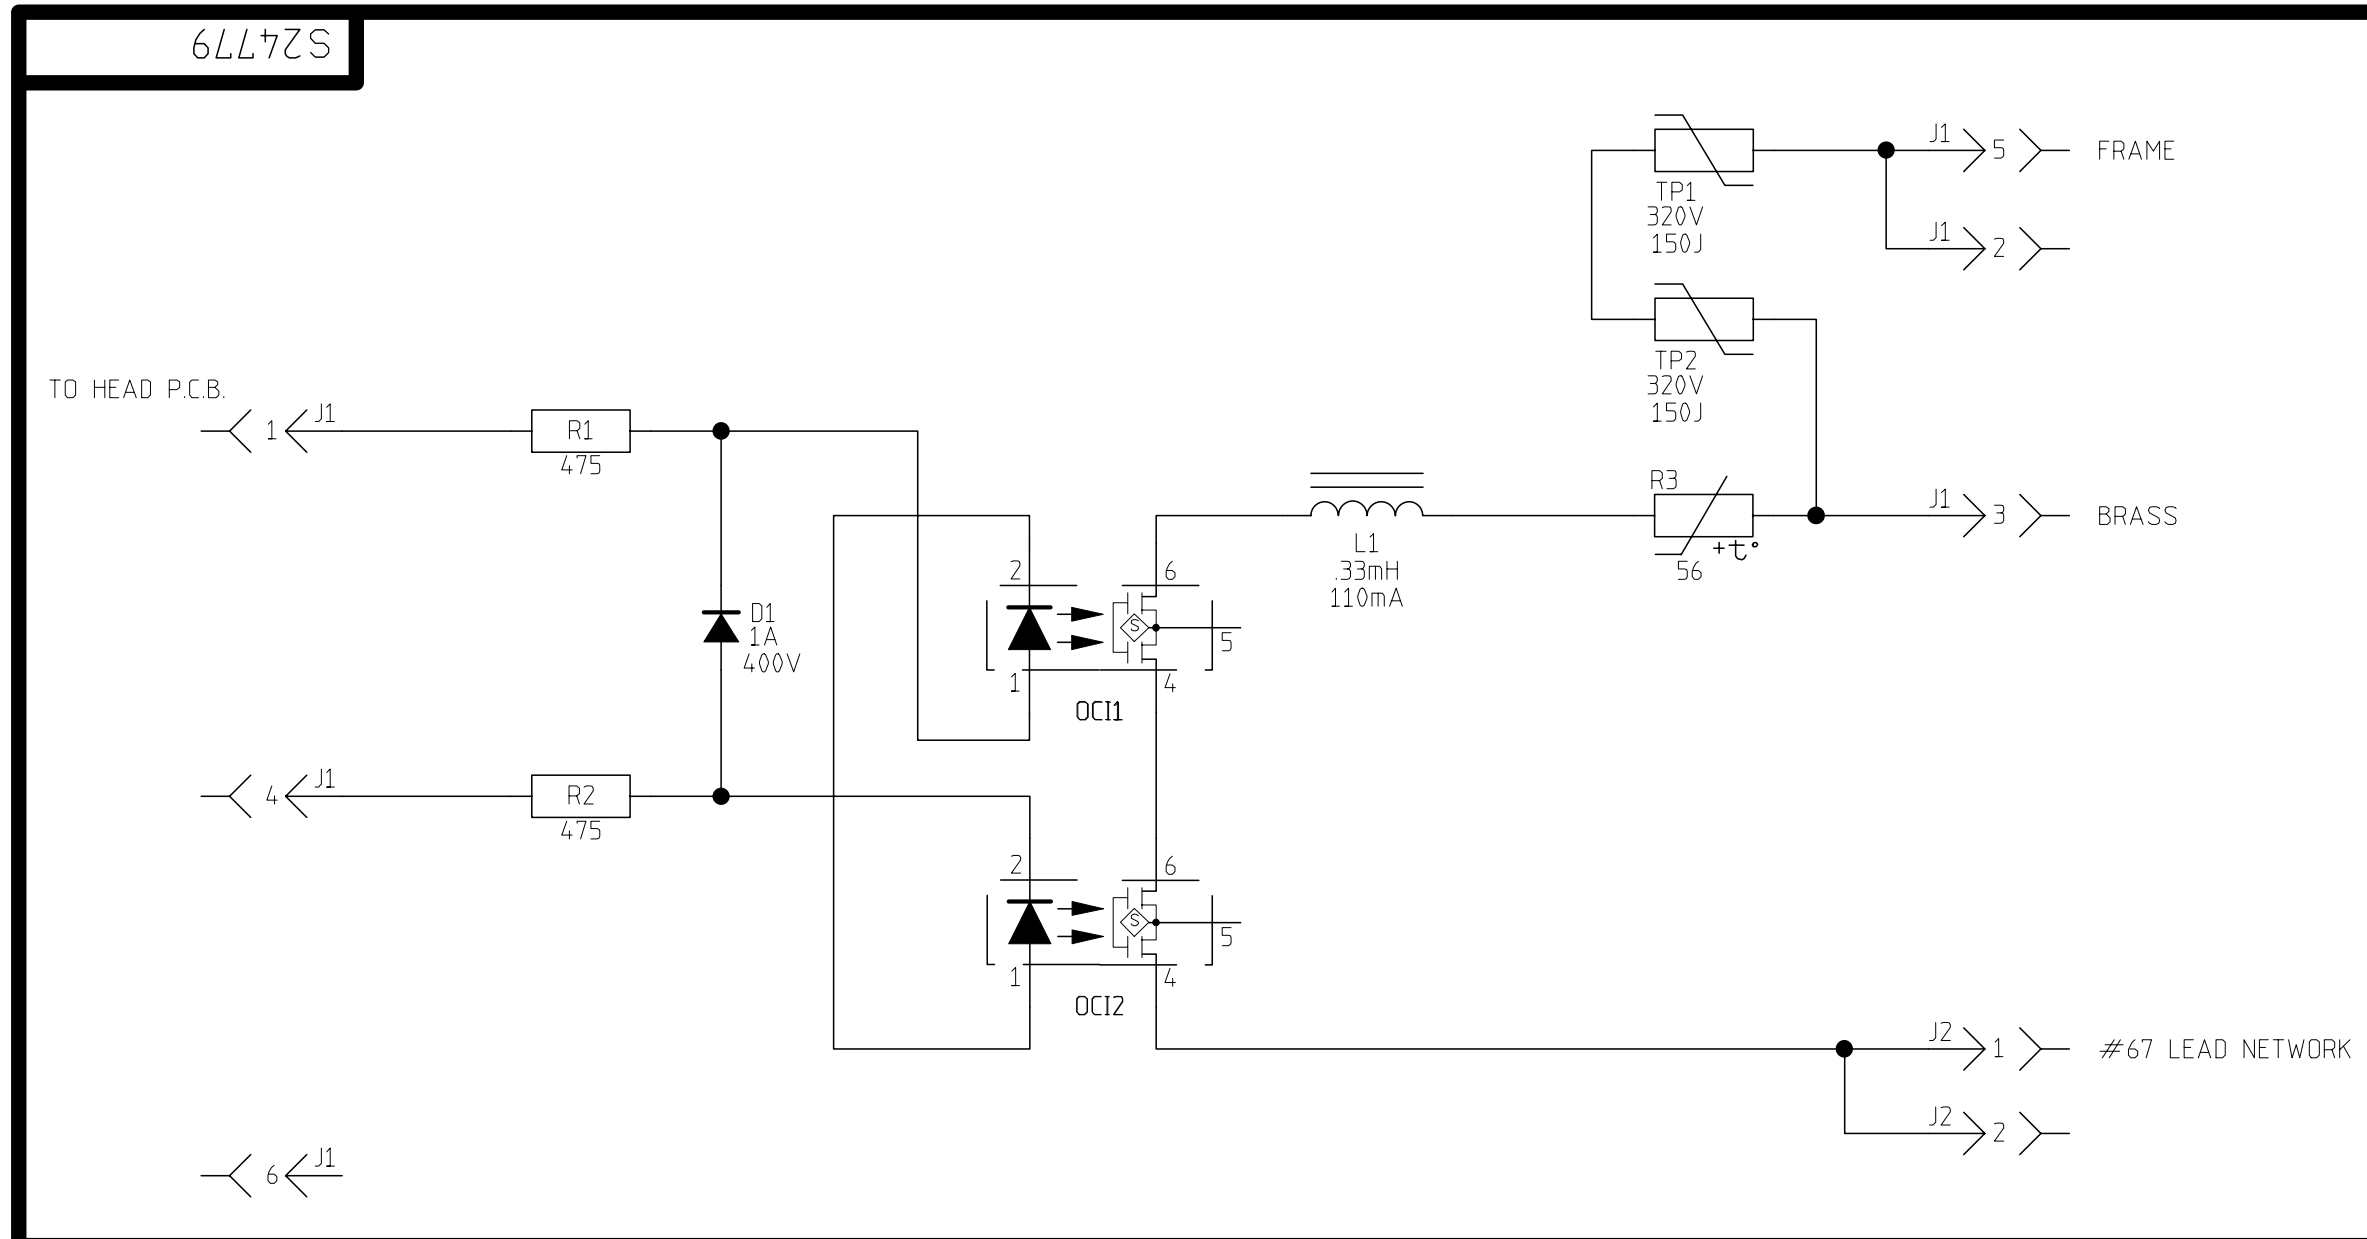 S24779
J1
5
FRAME
TP1
320V
150J
J1
2
TP2
320V
150J
TO HEAD P.C.B.
1
J1
R1
475
R3
+t°
56
J1
3
BRASS
L1
.33mH
110mA
D1
1A
400V
2
6
S
5
1
4
OCI1
4
J1
R2
475
2
6
S
5
1
4
OCI2
J2
1
#67 LEAD NETWORK
J2
2
6
J1